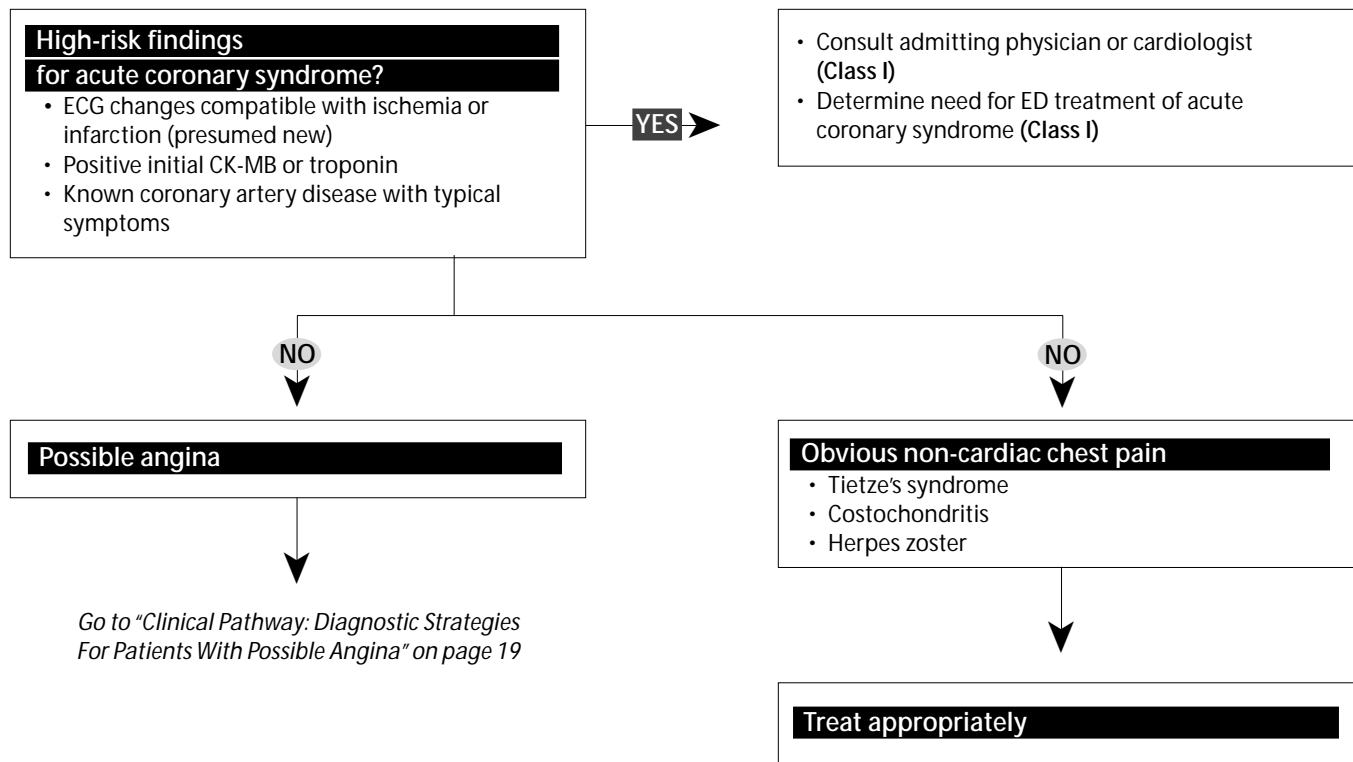 High-risk findings
for acute coronary syndrome?
• ECG changes compatible with ischemia or
infarction (presumed new)
• Positive initial CK-MB or troponin
• Known coronary artery disease with typical
symptoms
YES
• Consult admitting physician or cardiologist
(Class I)
• Determine need for ED treatment of acute
coronary syndrome (Class I)
NO
NO
Possible angina
Obvious non-cardiac chest pain
• Tietze's syndrome
• Costochondritis
• Herpes zoster
Go to “Clinical Pathway: Diagnostic Strategies
For Patients With Possible Angina” on page 19
Treat appropriately